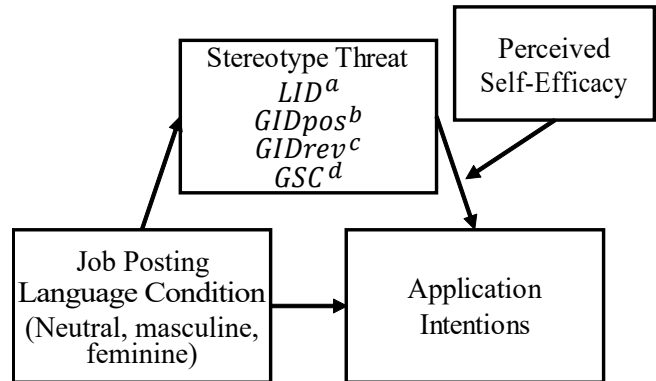 Stereotype Threat
LIDᵃ
GIDposᵇ
GIDrevᶜ
GSCᵈ
Perceived
Self-Efficacy
Job Posting
Language Condition
(Neutral, masculine,
feminine)
Application
Intentions